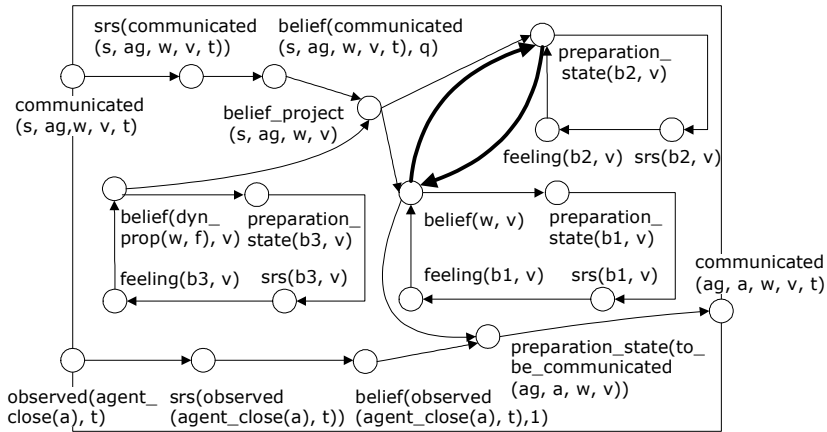 srs(communicated
(s, ag, w, v, t))
belief(communicated
(s, ag, w, v, t), q)
preparation_
state(b2, v)
communicated
(s, ag,w, v, t)
belief_project
(s, ag, w, v)
feeling(b2, v)
srs(b2, v)
belief(dyn_
prop(w, f), v)
preparation_
state(b3, v)
belief(w, v)
preparation_
state(b1, v)
feeling(b3, v)
srs(b3, v)
feeling(b1, v)
srs(b1, v)
communicated
(ag, a, w, v, t)
preparation_state(to_
be_communicated
(ag, a, w, v))
observed(agent_
close(a), t)
srs(observed
(agent_close(a), t))
belief(observed
(agent_close(a), t),1)